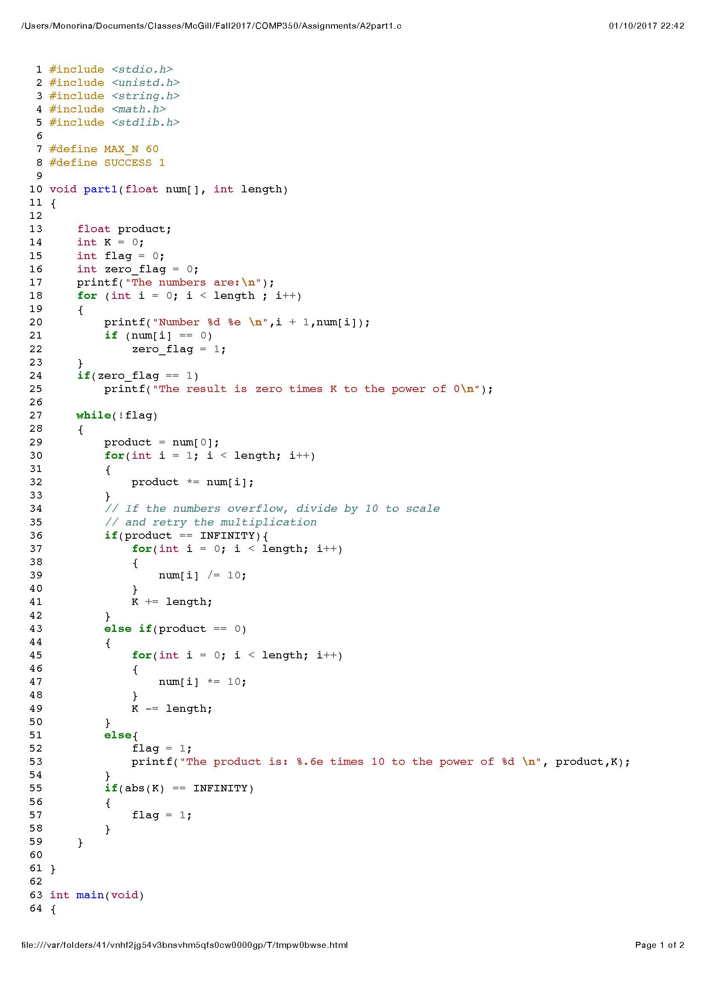 /Users/Monorina/Documents/Classes/McGill/Fall2017/COMP350/Assignments/A2part1.c 01/10/2017 22:42
1 #include <stdio.h>
2 #include <unistd.h>
3 #include <string.h>
4 #include <math.h>
5 #include <stdlib.h>
6
7 #define MAX_N 60
8 #define SUCCESS 1
9
10 void part1(float num[], int length)
11 {
12
13     float product;
14     int K = 0;
15     int flag = 0;
16     int zero_flag = 0;
17     printf("The numbers are:\n");
18     for (int i = 0; i < length ; i++)
19     {
20         printf("Number %d %e \n",i + 1,num[i]);
21         if (num[i] == 0)
22             zero_flag = 1;
23     }
24     if(zero_flag == 1)
25         printf("The result is zero times K to the power of 0\n");
26
27     while(!flag)
28     {
29         product = num[0];
30         for(int i = 1; i < length; i++)
31         {
32             product *= num[i];
33         }
34         // If the numbers overflow, divide by 10 to scale
35         // and retry the multiplication
36         if(product == INFINITY){
37             for(int i = 0; i < length; i++)
38             {
39                 num[i] /= 10;
40             }
41             K += length;
42         }
43         else if(product == 0)
44         {
45             for(int i = 0; i < length; i++)
46             {
47                 num[i] *= 10;
48             }
49             K -= length;
50         }
51         else{
52             flag = 1;
53             printf("The product is: %.6e times 10 to the power of %d \n", product,K);
54         }
55         if(abs(K) == INFINITY)
56         {
57             flag = 1;
58         }
59     }
60
61 }
62
63 int main(void)
64 {
file:///var/folders/41/vnhf2jg54v3bnsvhm5qfs0cw0000gp/T/tmpw0bwse.html Page 1 of 2